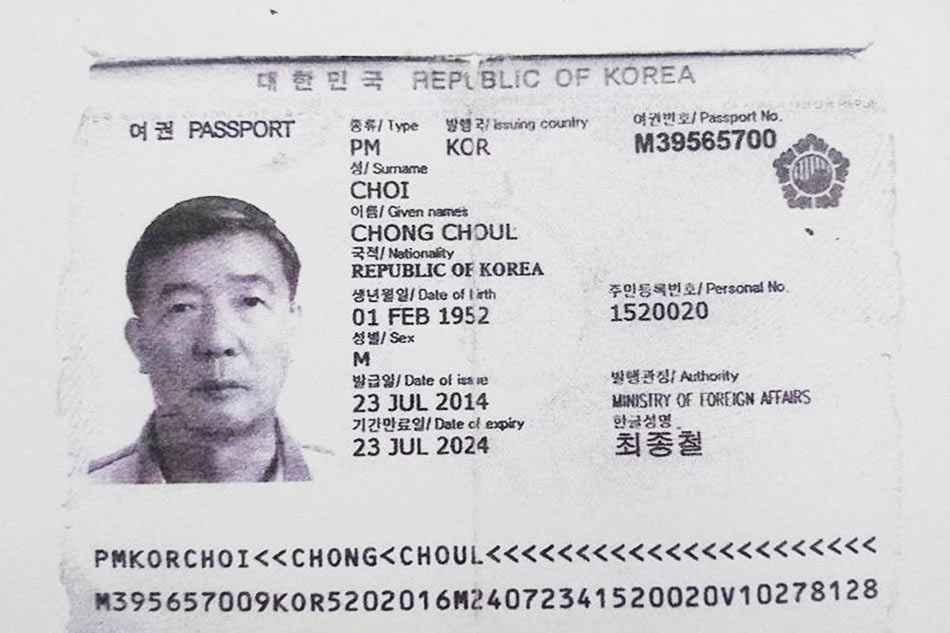 대한민국 REPUBLIC OF KOREA
여권 PASSPORT
종류/ Type 발행국/ Issuing country 여권번호/ Passport No.
PM KOR M39565700
성/ Surname
CHOI
이름/ Given names
CHONG CHOUL
국적/ Nationality
REPUBLIC OF KOREA
생년월일/ Date of birth 주민등록번호/ Personal No.
01 FEB 1952 1520020
성별/ Sex
M
발급일/ Date of issue 발행관청/ Authority
23 JUL 2014 MINISTRY OF FOREIGN AFFAIRS
기간만료일/ Date of expiry 한글성명
23 JUL 2024 최종철
PMKORCHOI<<CHONG<CHOUL<<<<<<<<<<<<<<<<<<<<<<
M395657009KOR5202016M24072341520020V10278128